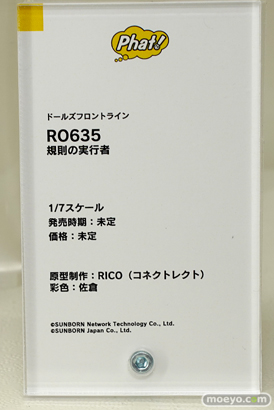 Phat!
ドールズフロントライン
RO635
規則の実行者
1/7スケール
発売時期：未定
価格：未定
原型制作：RICO（コネクトレクト）
彩色：佐倉
©SUNBORN Network Technology Co., Ltd.
©SUNBORN Japan Co., Ltd.
moeyo.com